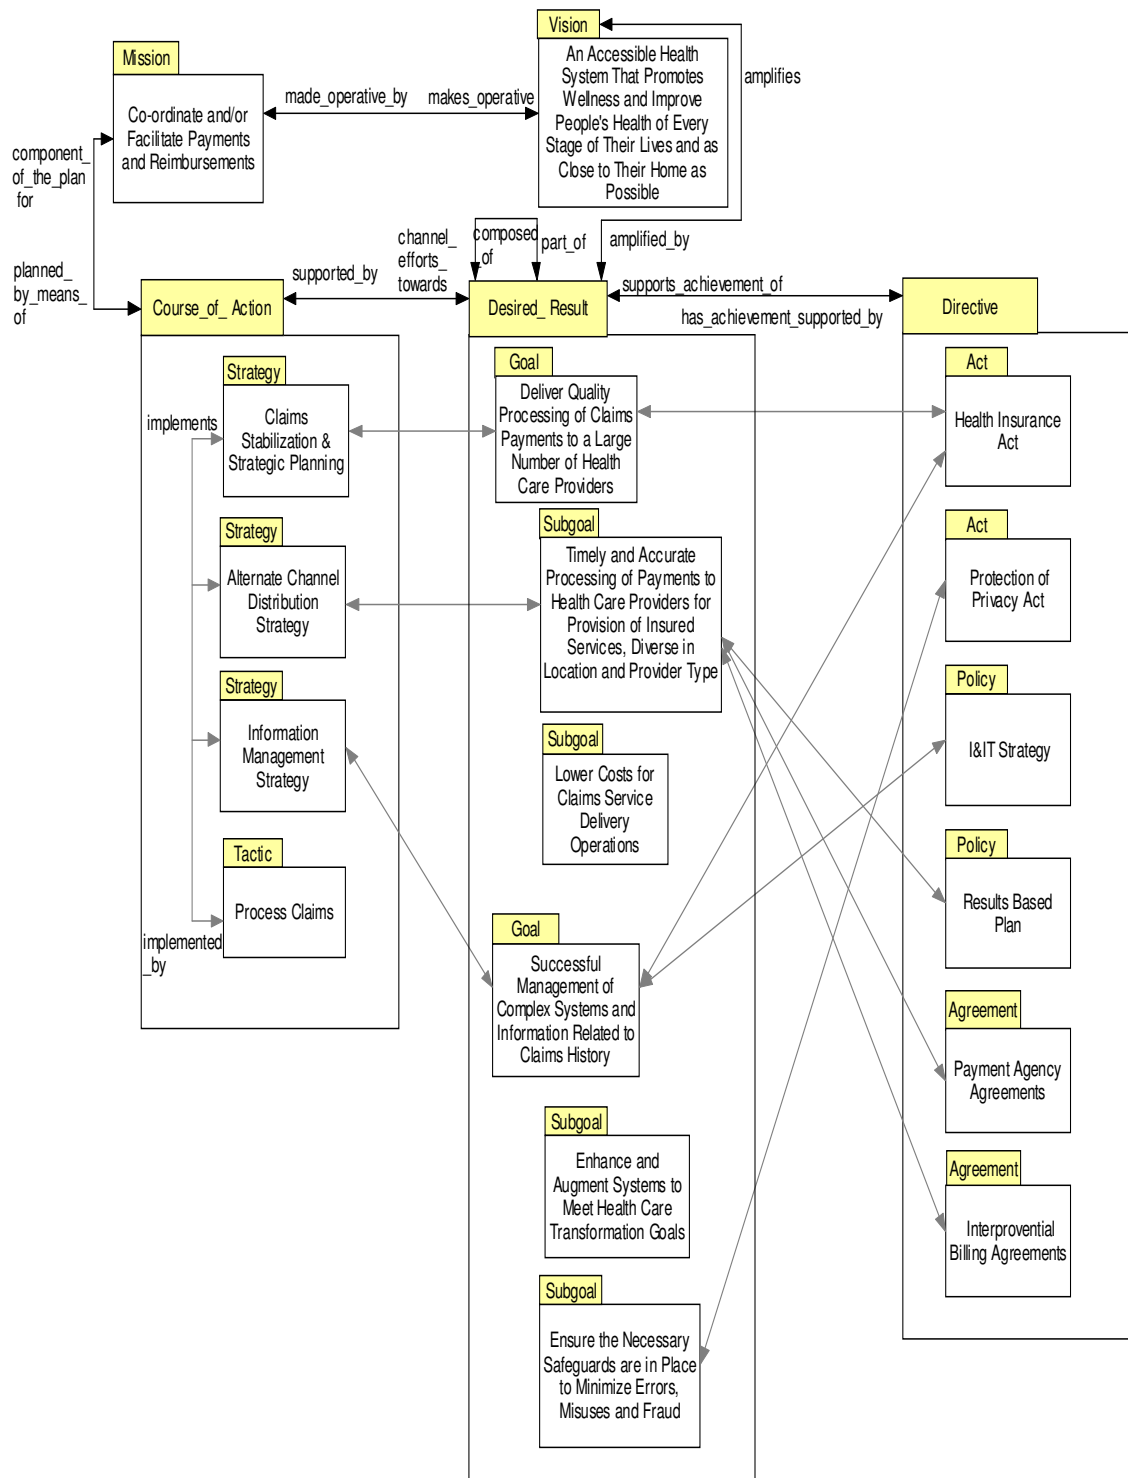 Vision
An Accessible Health
System That Promotes
Wellness and Improve
People's Health of Every
Stage of Their Lives and as
Close to Their Home as
Possible
amplifies
Mission
Co-ordinate and/or
Facilitate Payments
and Reimbursements
made_operative_by
makes_operative
component_
of_the_plan
for
planned_
by_means_
of
supported_by
channel_
efforts_
towards
composed
_of
part_of
amplified_by
supports_achievement_of
has_achievement_supported_by
Course_of_ Action
Desired_ Result
Directive
implements
Strategy
Claims
Stabilization &
Strategic Planning
Strategy
Alternate Channel
Distribution
Strategy
Strategy
Information
Management
Strategy
Tactic
Process Claims
implemented
_by
Goal
Deliver Quality
Processing of Claims
Payments to a Large
Number of Health
Care Providers
Subgoal
Timely and Accurate
Processing of Payments to
Health Care Providers for
Provision of Insured
Services, Diverse in
Location and Provider Type
Subgoal
Lower Costs for
Claims Service
Delivery
Operations
Goal
Successful
Management of
Complex Systems and
Information Related to
Claims History
Subgoal
Enhance and
Augment Systems to
Meet Health Care
Transformation Goals
Subgoal
Ensure the Necessary
Safeguards are in Place
to Minimize Errors,
Misuses and Fraud
Act
Health Insurance
Act
Act
Protection of
Privacy Act
Policy
I&IT Strategy
Policy
Results Based
Plan
Agreement
Payment Agency
Agreements
Agreement
Interprovential
Billing Agreements